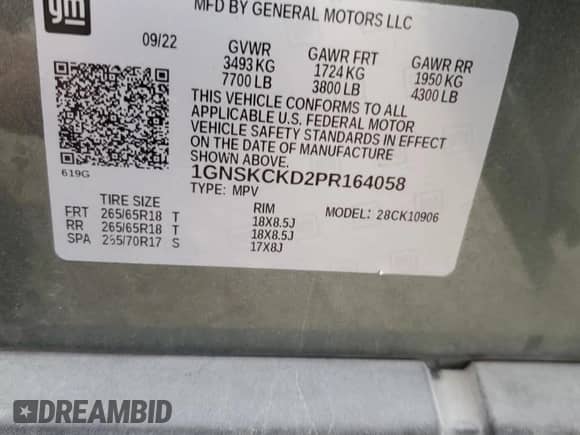 gm
MFD BY GENERAL MOTORS LLC
09/22 GVWR GAWR FRT GAWR RR
3493 KG 1724 KG 1950 KG
7700 LB 3800 LB 4300 LB
THIS VEHICLE CONFORMS TO ALL
APPLICABLE U.S. FEDERAL MOTOR
VEHICLE SAFETY STANDARDS IN EFFECT
ON THE DATE OF MANUFACTURE
SHOWN ABOVE.
619G
1GNSKCKD2PR164058
TYPE: MPV
TIRE SIZE RIM MODEL: 28CK10906
FRT 265/65R18 T 18X8.5J
RR 265/65R18 T 18X8.5J
SPA 265/70R17 S 17X8J
DREAMBID